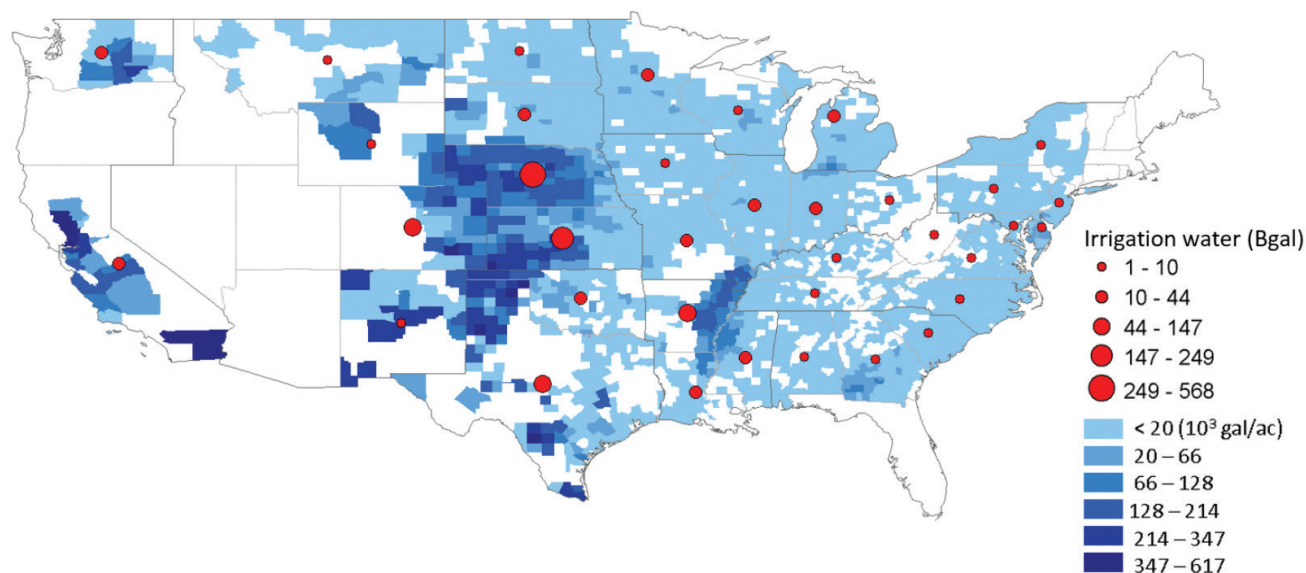 Irrigation water (Bgal)
1 - 10
10 - 44
44 - 147
147 - 249
249 - 568
< 20 (10³ gal/ac)
20 – 66
66 – 128
128 – 214
214 – 347
347 – 617